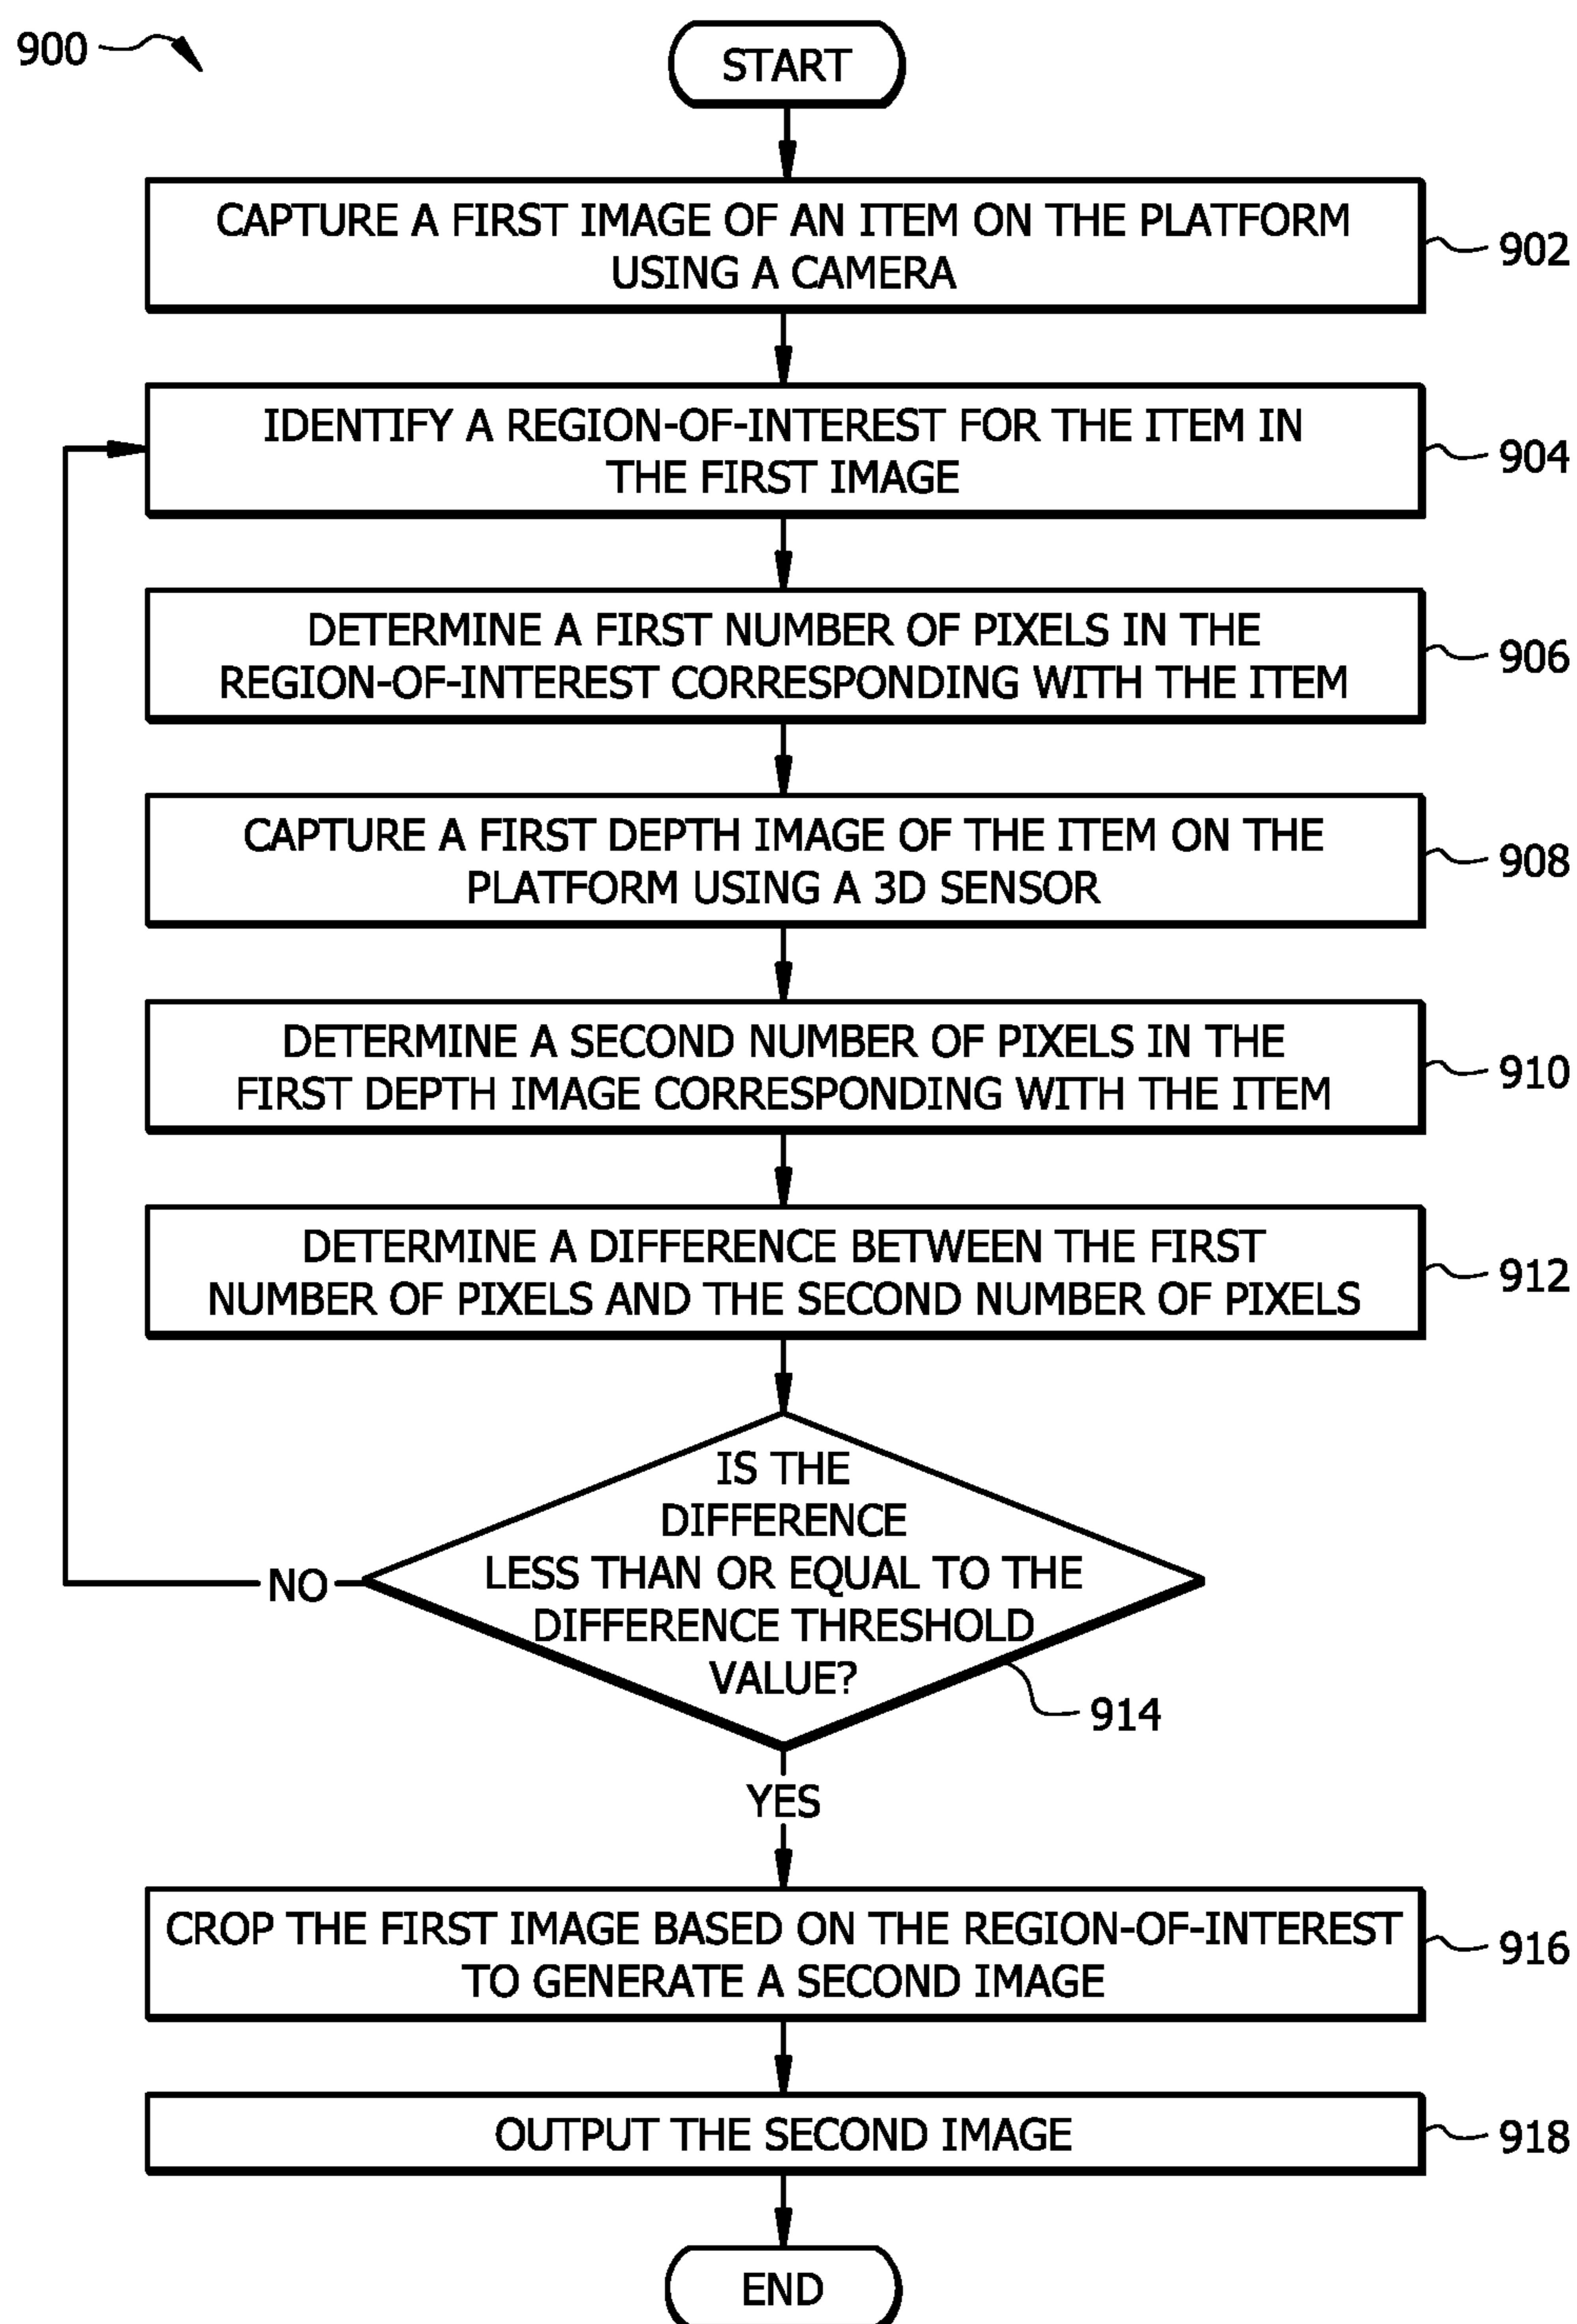 900
START
CAPTURE A FIRST IMAGE OF AN ITEM ON THE PLATFORM
USING A CAMERA
902
IDENTIFY A REGION-OF-INTEREST FOR THE ITEM IN
THE FIRST IMAGE
904
DETERMINE A FIRST NUMBER OF PIXELS IN THE
REGION-OF-INTEREST CORRESPONDING WITH THE ITEM
906
CAPTURE A FIRST DEPTH IMAGE OF THE ITEM ON THE
PLATFORM USING A 3D SENSOR
908
DETERMINE A SECOND NUMBER OF PIXELS IN THE
FIRST DEPTH IMAGE CORRESPONDING WITH THE ITEM
910
DETERMINE A DIFFERENCE BETWEEN THE FIRST
NUMBER OF PIXELS AND THE SECOND NUMBER OF PIXELS
912
IS THE
DIFFERENCE
LESS THAN OR EQUAL TO THE
DIFFERENCE THRESHOLD
VALUE?
NO
914
YES
CROP THE FIRST IMAGE BASED ON THE REGION-OF-INTEREST
TO GENERATE A SECOND IMAGE
916
OUTPUT THE SECOND IMAGE
918
END